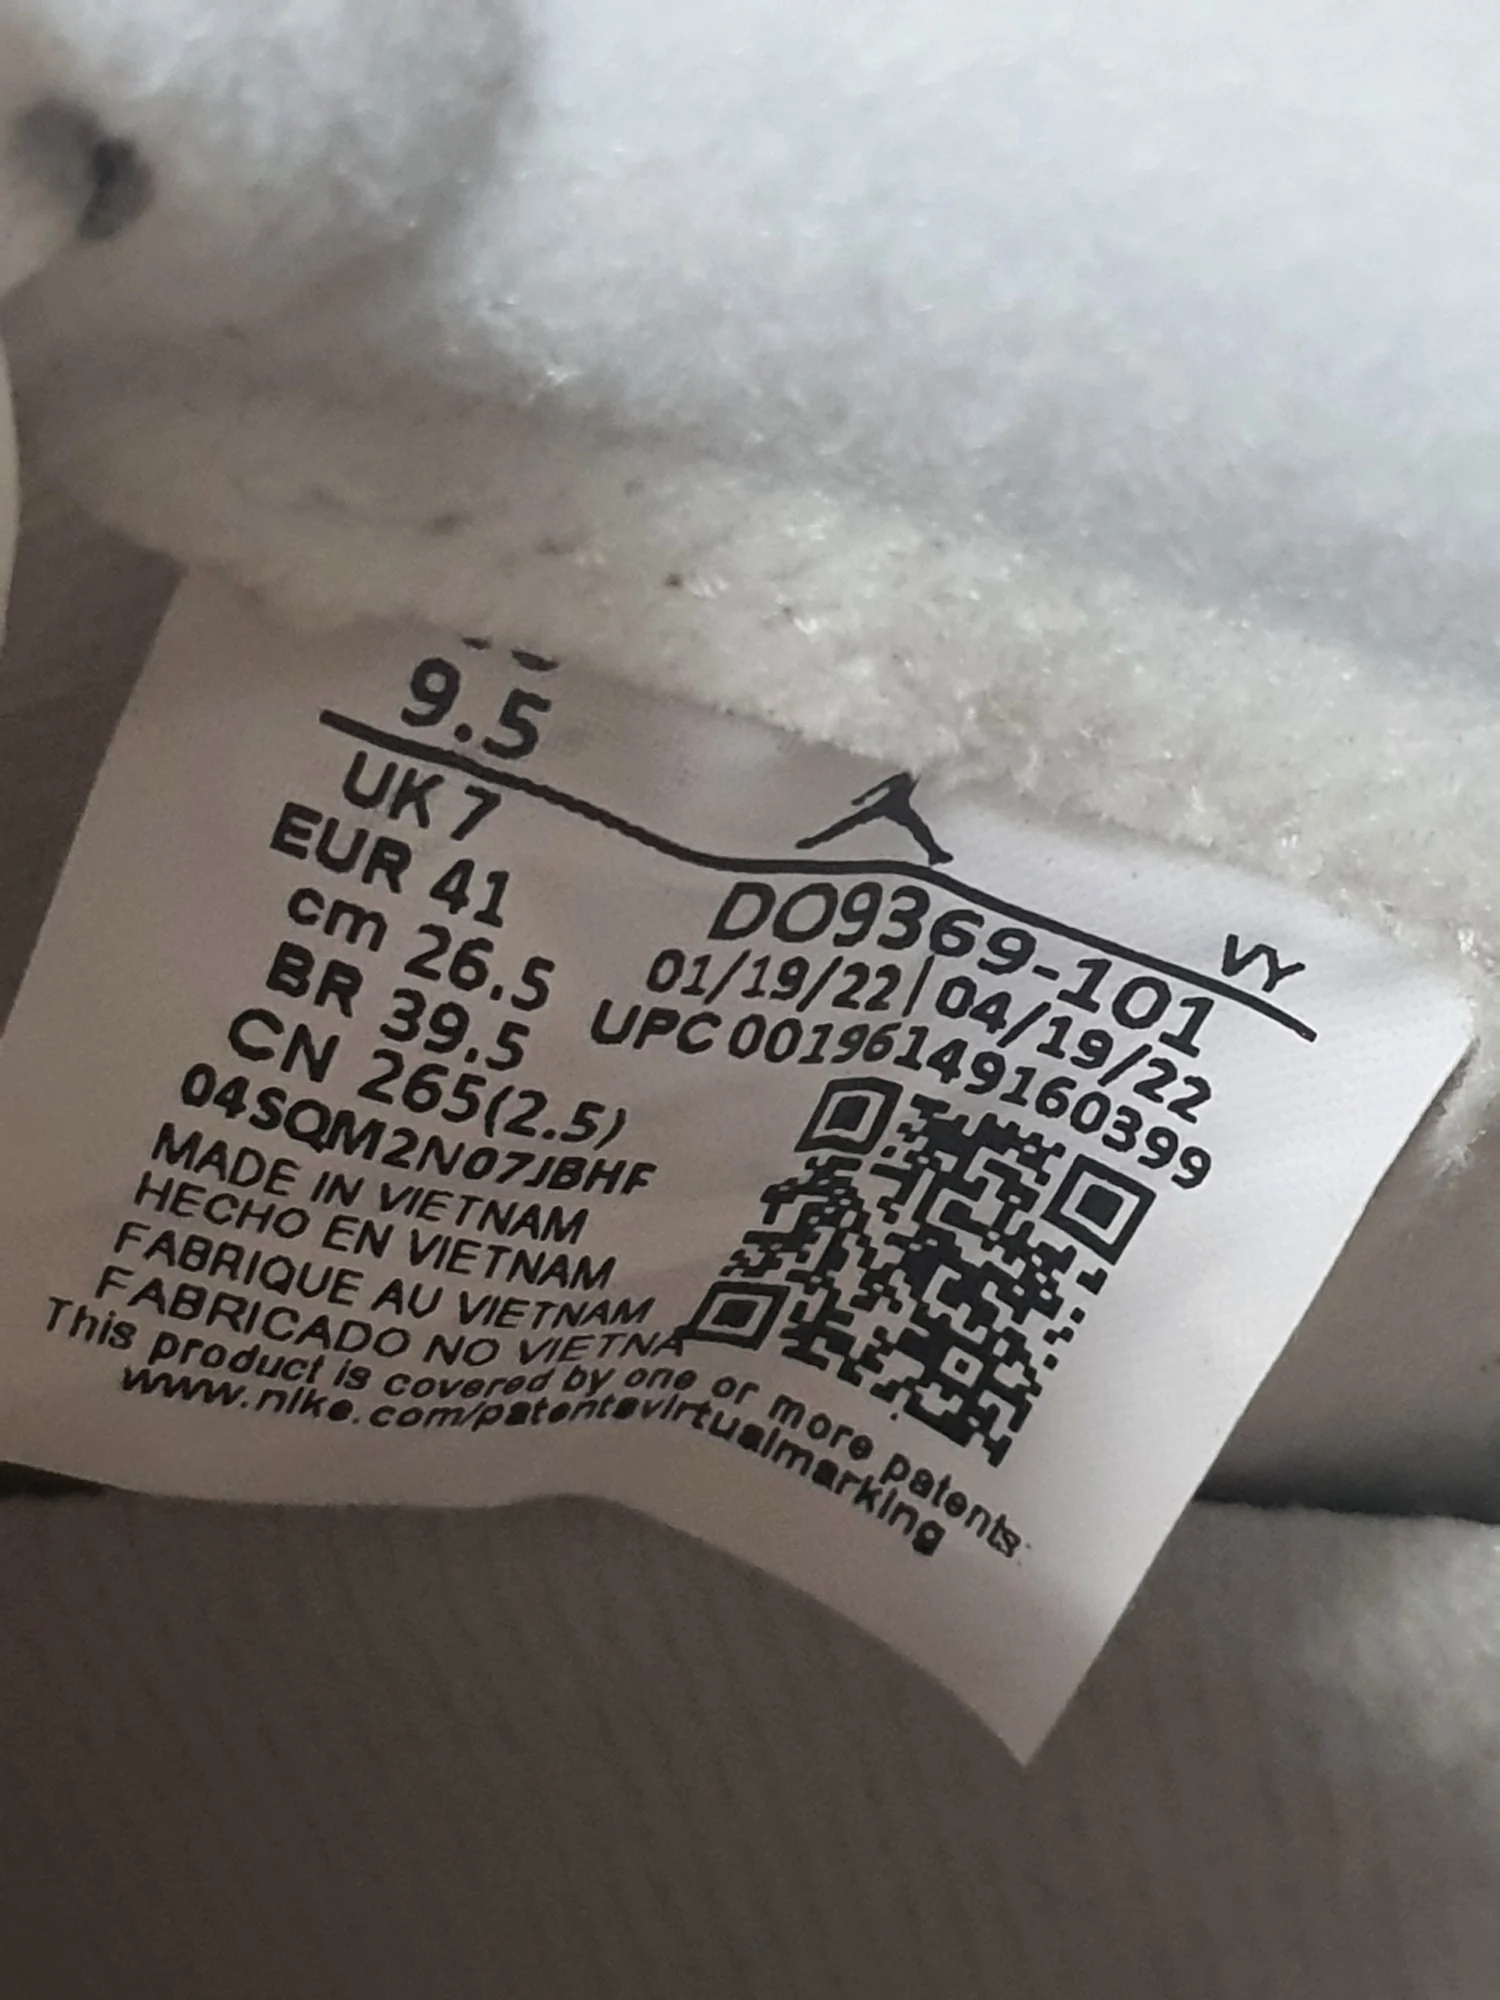 9.5
UK 7
EUR 41
cm 26.5
BR 39.5
CN 265(2.5)
04SQM2N07JBHF
MADE IN VIETNAM
HECHO EN VIETNAM
FABRIQUE AU VIETNAM
FABRICADO NO VIETNA
This product is covered by one or more patents.
www.nike.com/patentsvirtualmarking
VY
DO9369-101
01/19/22|04/19/22
UPC 00196149160399